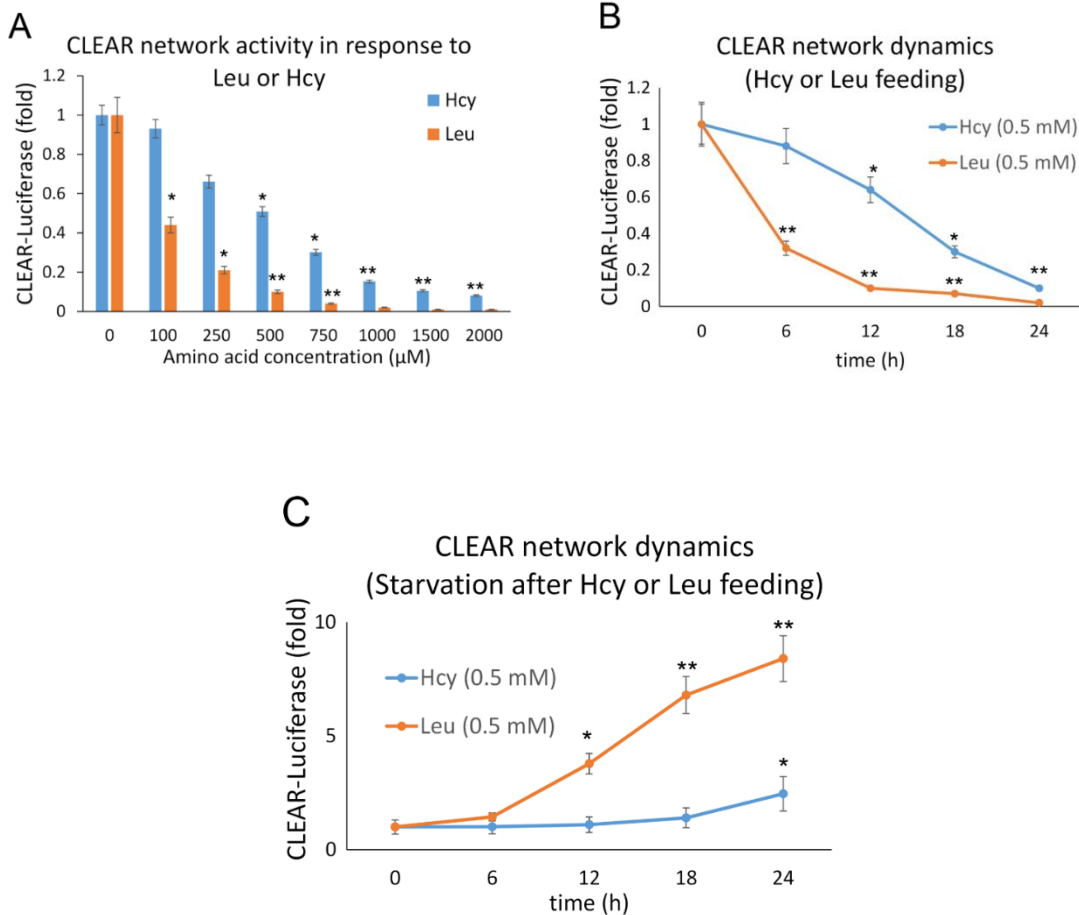 A
CLEAR network activity in response to
Leu or Hcy
CLEAR-Luciferase (fold)
1.2
1
0.8
0.6
0.4
0.2
0
Hcy
Leu
*
*
*
**
*
**
**
**
**
0 100 250 500 750 1000 1500 2000
Amino acid concentration (µM)
B
CLEAR network dynamics
(Hcy or Leu feeding)
CLEAR-Luciferase (fold)
1.2
1
0.8
0.6
0.4
0.2
0
Hcy (0.5 mM)
Leu (0.5 mM)
**
*
**
*
**
**
0 6 12 18 24
time (h)
C
CLEAR network dynamics
(Starvation after Hcy or Leu feeding)
CLEAR-Luciferase (fold)
10
5
0
Hcy (0.5 mM)
Leu (0.5 mM)
*
**
**
*
0 6 12 18 24
time (h)